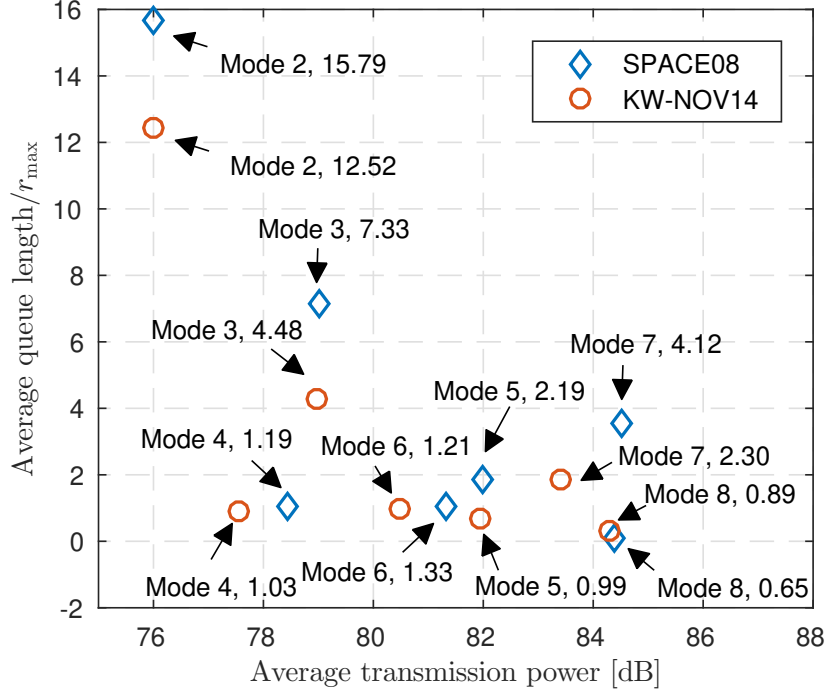 16
14
12
10
8
6
4
2
0
-2
Average queue length/r_max
SPACE08
KW-NOV14
Mode 2, 15.79
Mode 2, 12.52
Mode 3, 7.33
Mode 3, 4.48
Mode 7, 4.12
Mode 5, 2.19
Mode 4, 1.19
Mode 6, 1.21
Mode 7, 2.30
Mode 8, 0.89
Mode 6, 1.33
Mode 4, 1.03
Mode 5, 0.99
Mode 8, 0.65
76 78 80 82 84 86 88
Average transmission power [dB]